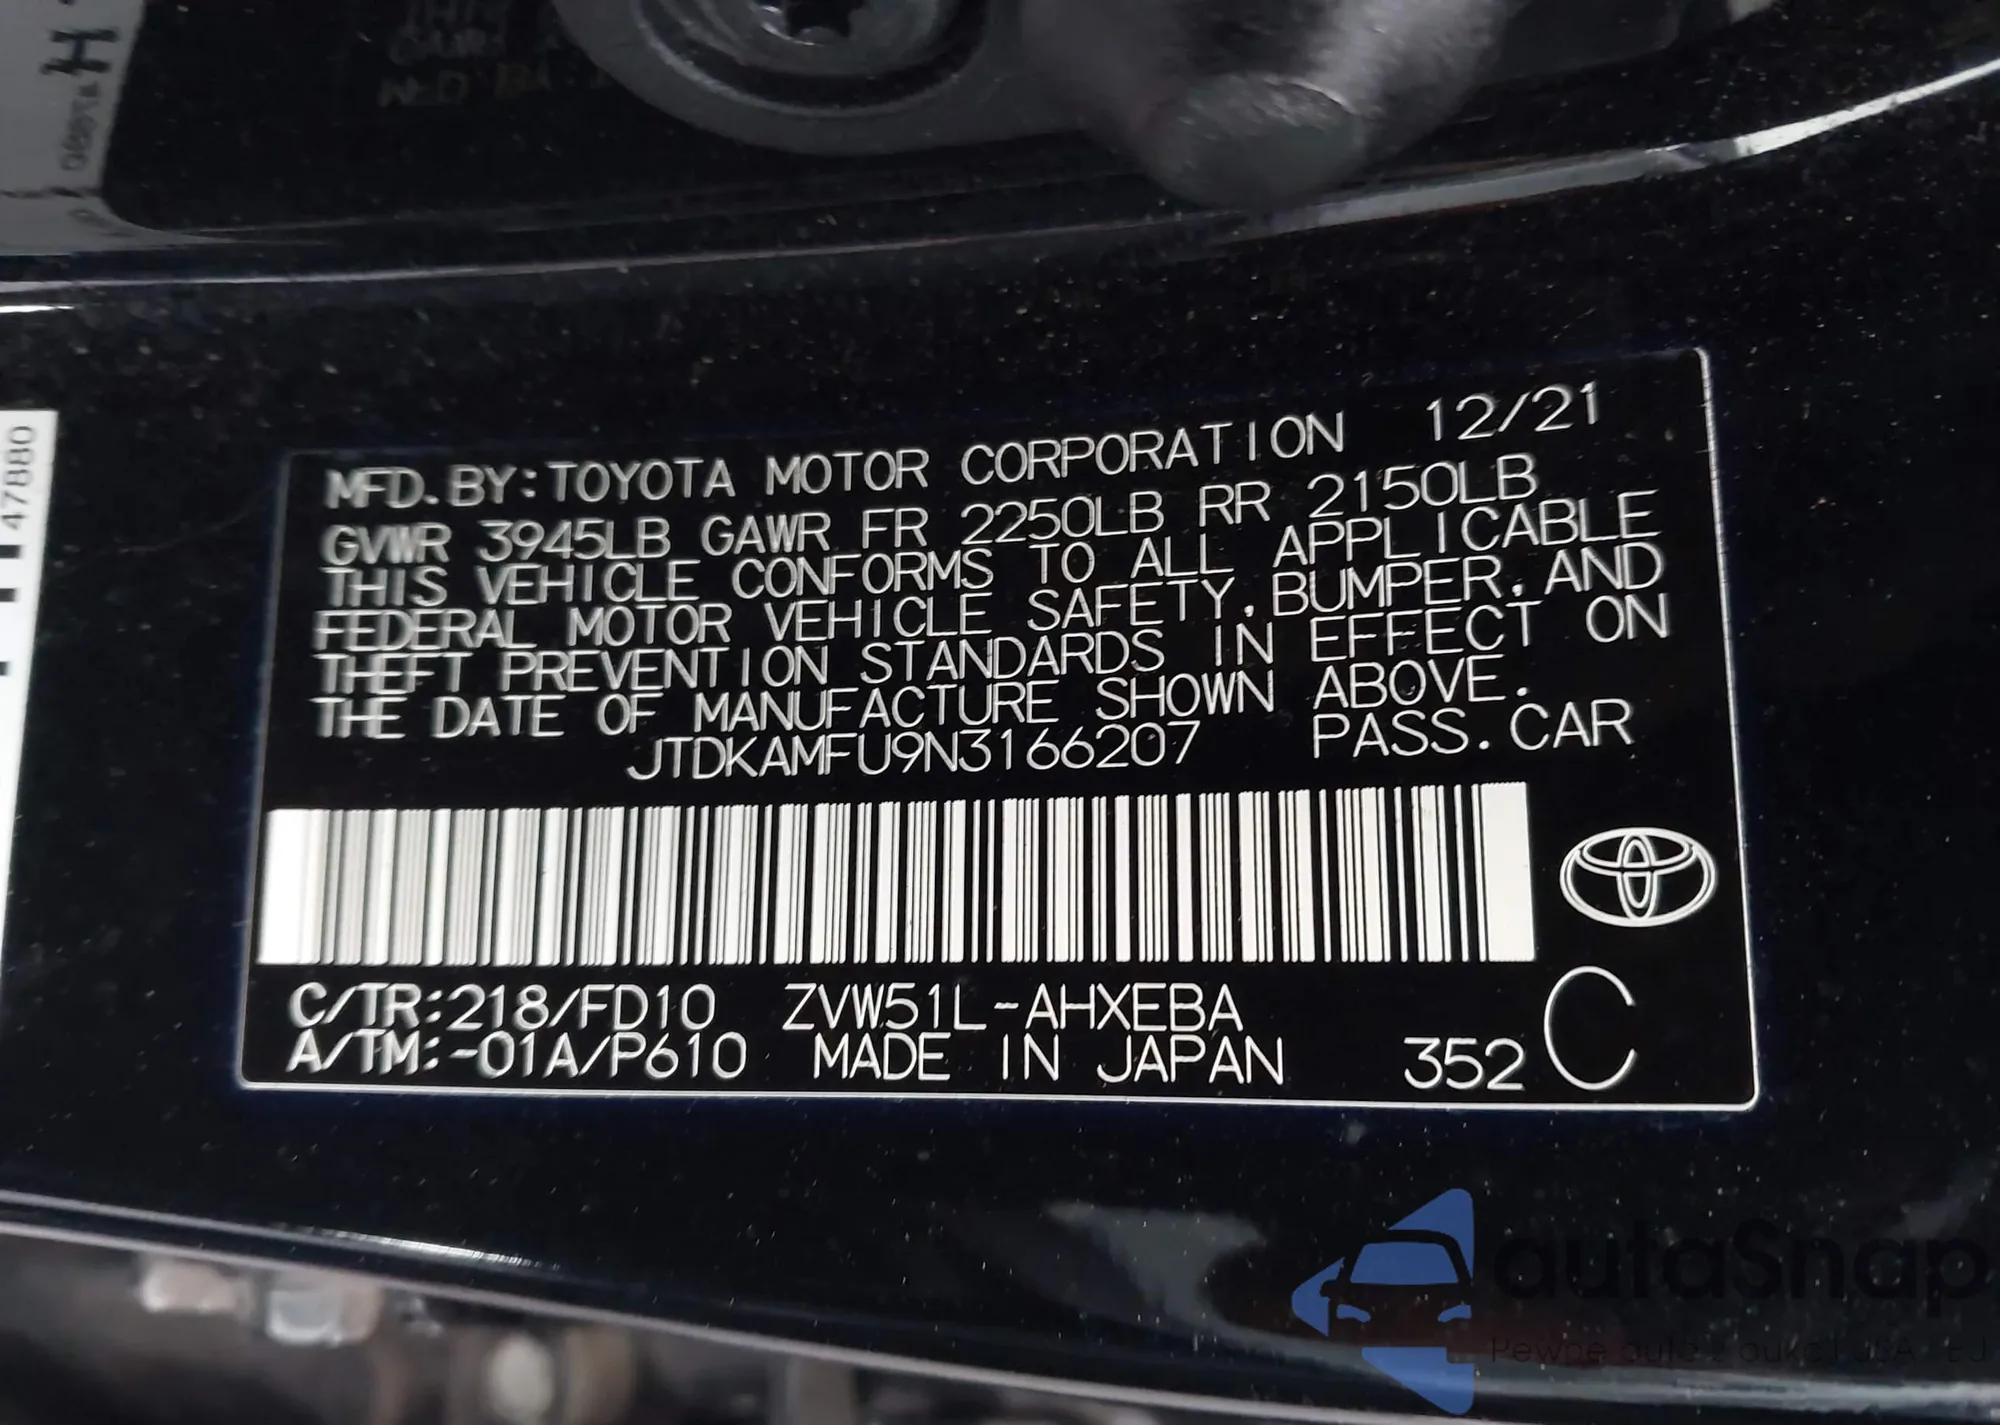 47880
MFD. BY: TOYOTA MOTOR CORPORATION 12/21
GVWR 3945LB GAWR FR 2250LB RR 2150LB
THIS VEHICLE CONFORMS TO ALL APPLICABLE
FEDERAL MOTOR VEHICLE SAFETY, BUMPER, AND
THEFT PREVENTION STANDARDS IN EFFECT ON
THE DATE OF MANUFACTURE SHOWN ABOVE.
JTDKAMFU9N3166207 PASS. CAR
C/TR:218/FD10 ZVW51L-AHXEBA
A/TM:-01A/P610 MADE IN JAPAN 352 C
autoSnap